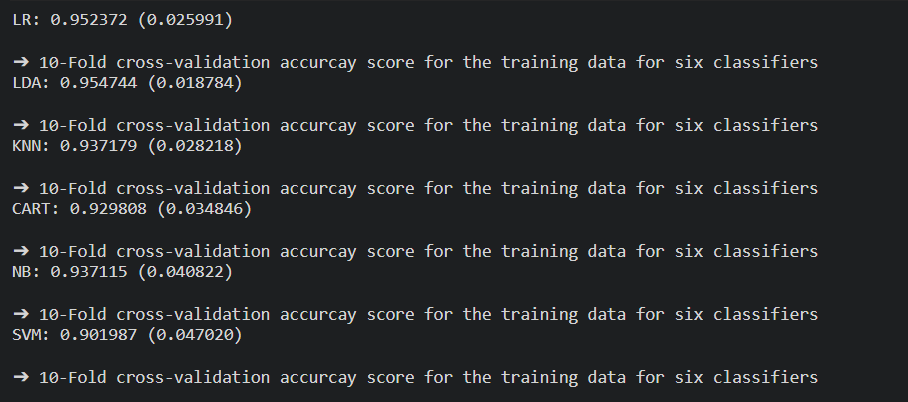 LR: 0.952372 (0.025991)
➔ 10-Fold cross-validation accurcay score for the training data for six classifiers
LDA: 0.954744 (0.018784)
➔ 10-Fold cross-validation accurcay score for the training data for six classifiers
KNN: 0.937179 (0.028218)
➔ 10-Fold cross-validation accurcay score for the training data for six classifiers
CART: 0.929808 (0.034846)
➔ 10-Fold cross-validation accurcay score for the training data for six classifiers
NB: 0.937115 (0.040822)
➔ 10-Fold cross-validation accurcay score for the training data for six classifiers
SVM: 0.901987 (0.047020)
➔ 10-Fold cross-validation accurcay score for the training data for six classifiers